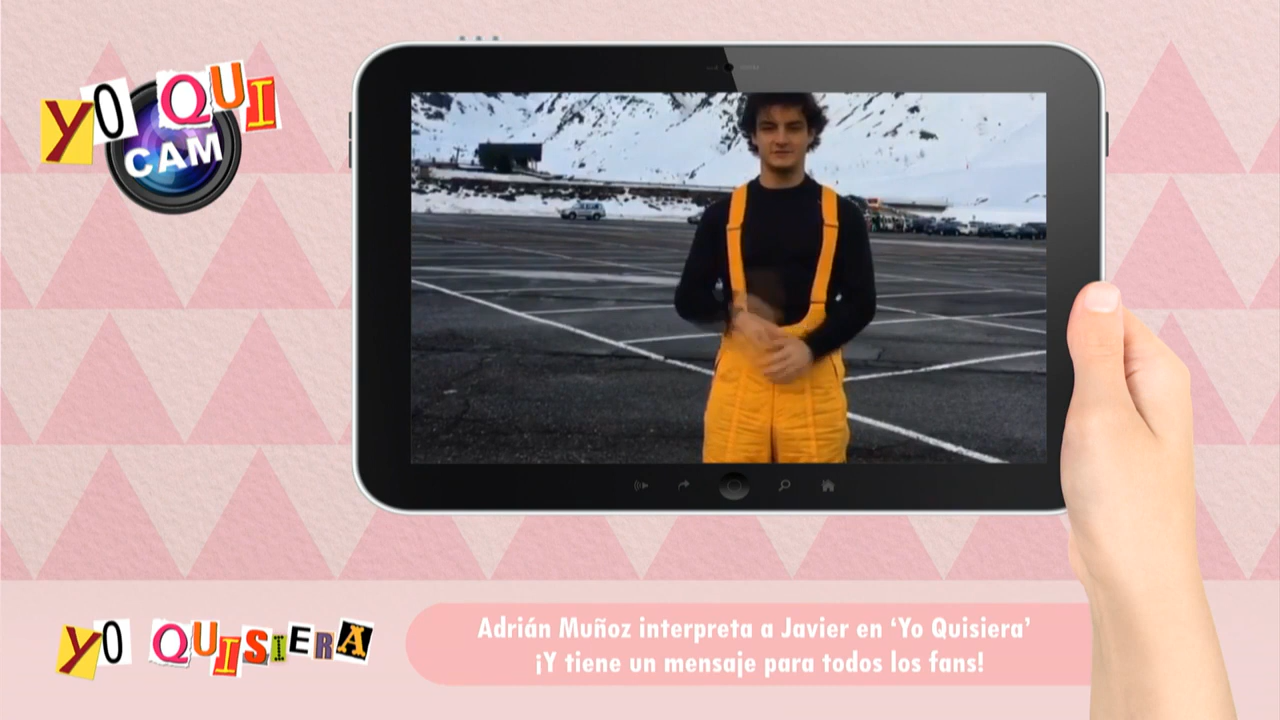 YO QUI
CAM
YO QUISIERA
Adrián Muñoz interpreta a Javier en ‘Yo Quisiera’
¡Y tiene un mensaje para todos los fans!